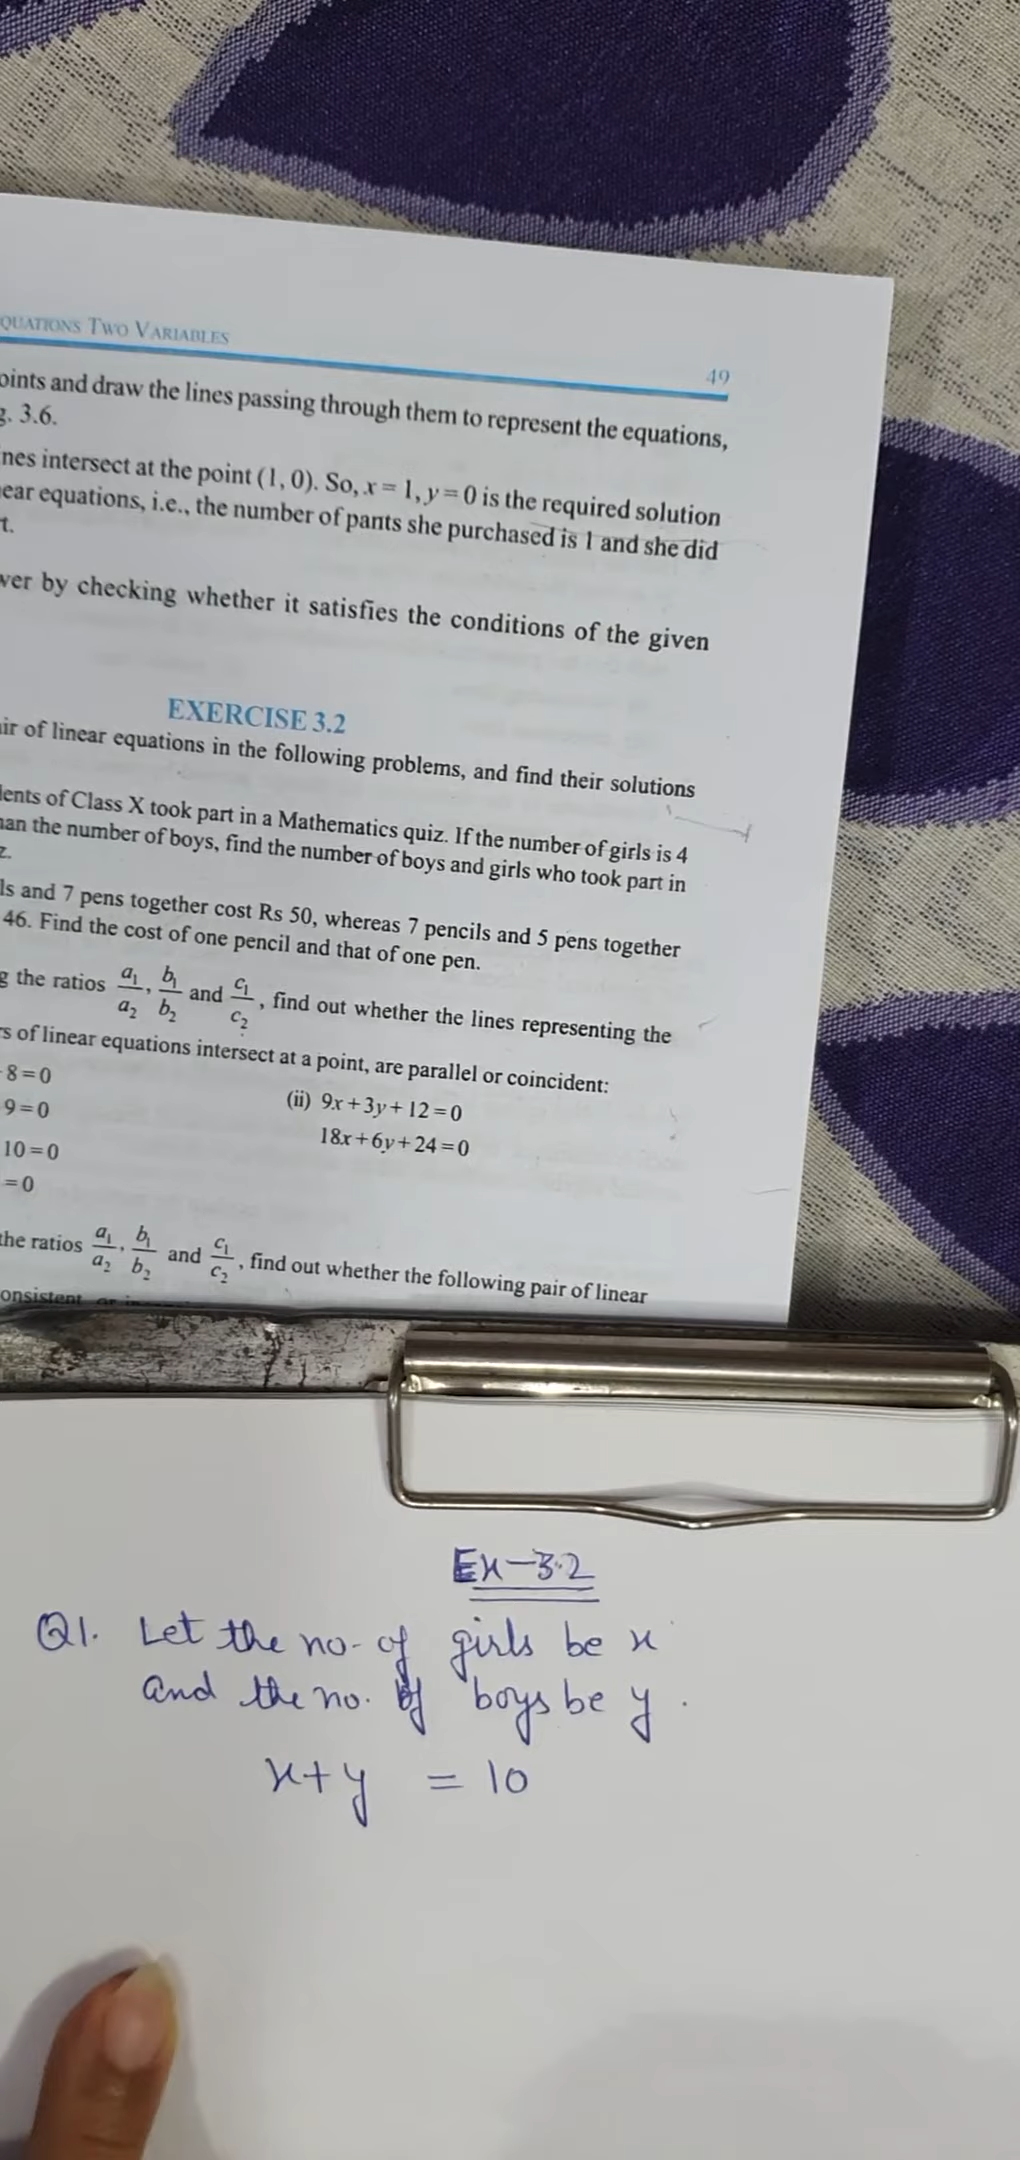 QUATIONS TWO VARIABLES
49
oints and draw the lines passing through them to represent the equations,
g. 3.6.
nes intersect at the point (1, 0). So, x = 1, y = 0 is the required solution
ear equations, i.e., the number of pants she purchased is 1 and she did
t.
ver by checking whether it satisfies the conditions of the given
EXERCISE 3.2
air of linear equations in the following problems, and find their solutions
dents of Class X took part in a Mathematics quiz. If the number of girls is 4
han the number of boys, find the number of boys and girls who took part in
z.
ls and 7 pens together cost Rs 50, whereas 7 pencils and 5 pens together
46. Find the cost of one pencil and that of one pen.
g the ratios a₁/a₂, b₁/b₂ and c₁/c₂, find out whether the lines representing the
rs of linear equations intersect at a point, are parallel or coincident:
8 = 0
(ii) 9x + 3y + 12 = 0
9 = 0
18x + 6y + 24 = 0
10 = 0
= 0
the ratios a₁/a₂, b₁/b₂ and c₁/c₂, find out whether the following pair of linear
onsistent or
Ex-3.2
Q1. Let the no. of girls be x
and the no. of boys be y.
x+y = 10